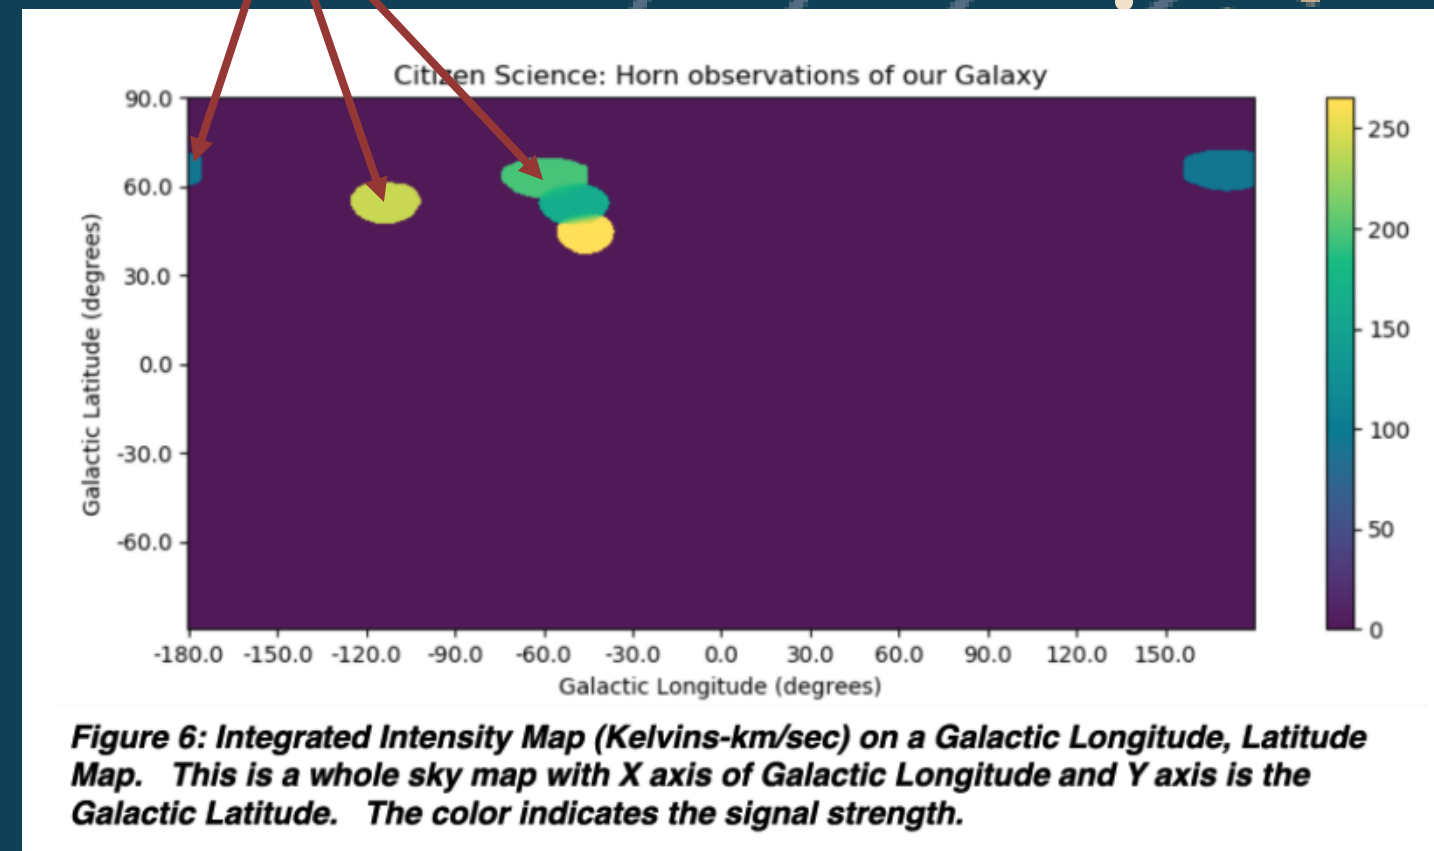 Citizen Science: Horn observations of our Galaxy
90.0
60.0
30.0
0.0
-30.0
-60.0
Galactic Latitude (degrees)
-180.0 -150.0 -120.0 -90.0 -60.0 -30.0 0.0 30.0 60.0 90.0 120.0 150.0
Galactic Longitude (degrees)
250
200
150
100
50
0
Figure 6: Integrated Intensity Map (Kelvins-km/sec) on a Galactic Longitude, Latitude
Map. This is a whole sky map with X axis of Galactic Longitude and Y axis is the
Galactic Latitude. The color indicates the signal strength.